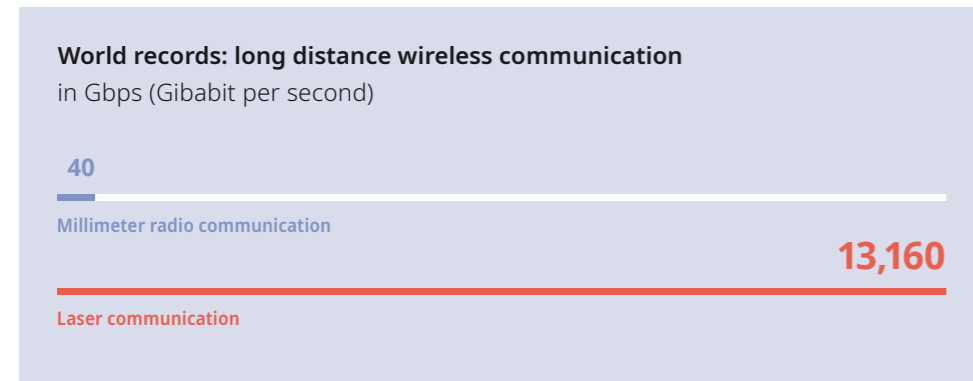 World records: long distance wireless communication
in Gbps (Gibabit per second)
40
Millimeter radio communication
13,160
Laser communication